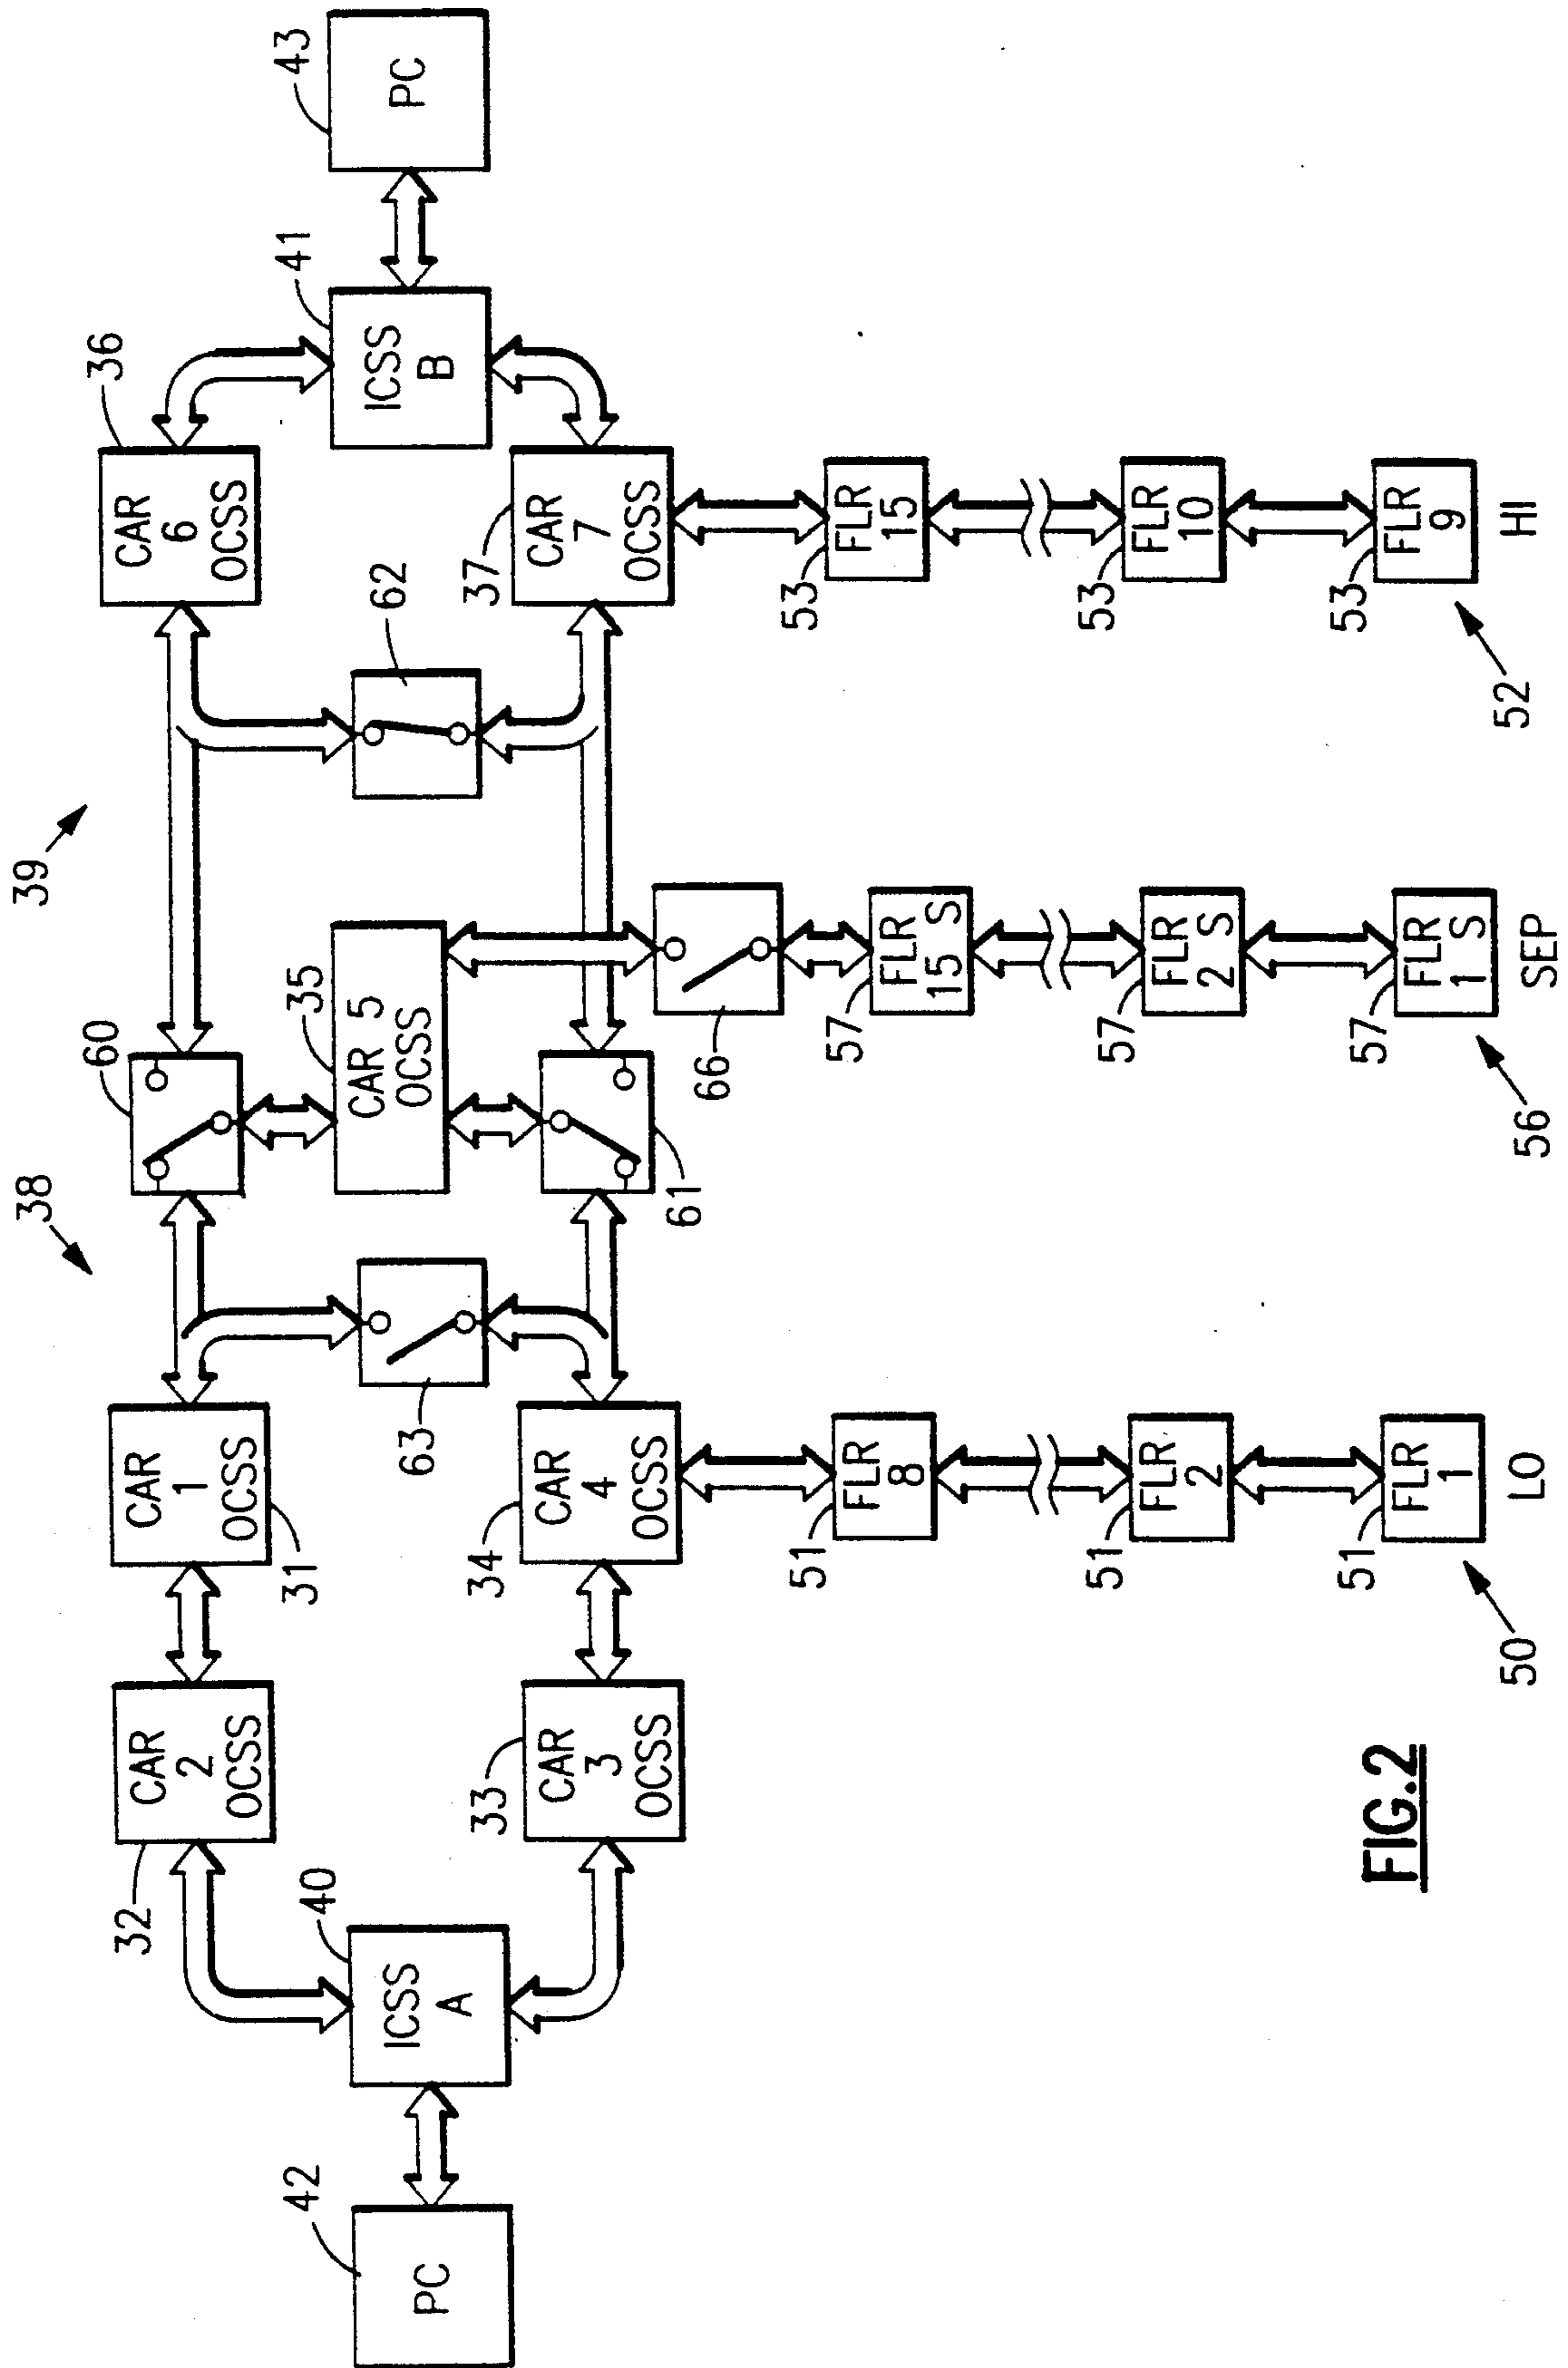 38
39
32
CAR
2
OCSS
CAR
1
OCSS
31
60
CAR
6
OCSS
36
42
PC
40
ICSS
A
63
35
CAR 5
OCSS
62
41
ICSS
B
43
PC
33
CAR
3
OCSS
34
CAR
4
OCSS
61
37
CAR
7
OCSS
66
51
FLR
8
57
FLR
15 S
53
FLR
15
51
FLR
2
57
FLR
2 S
53
FLR
10
51
FLR
1
57
FLR
1 S
53
FLR
9
50
LO
56
SEP
52
HI
FIG.2